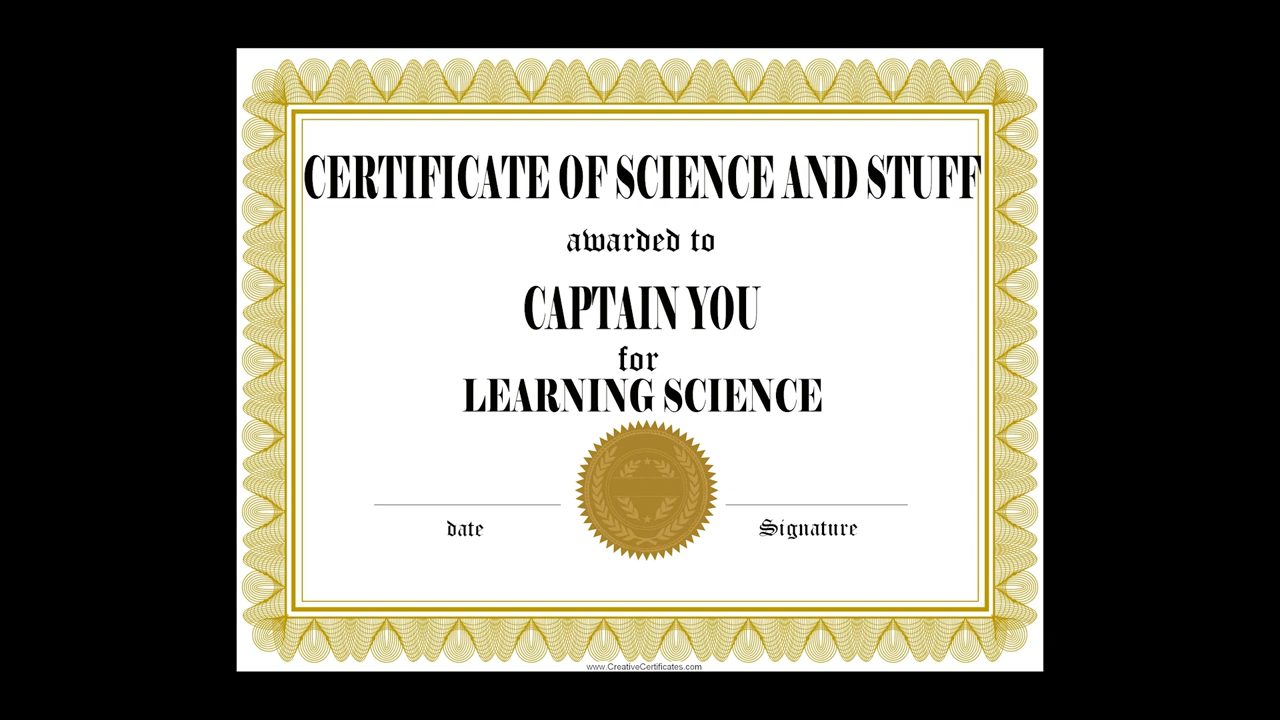 CERTIFICATE OF SCIENCE AND STUFF
awarded to
CAPTAIN YOU
for
LEARNING SCIENCE
date
Signature
www.CreativeCertificates.com